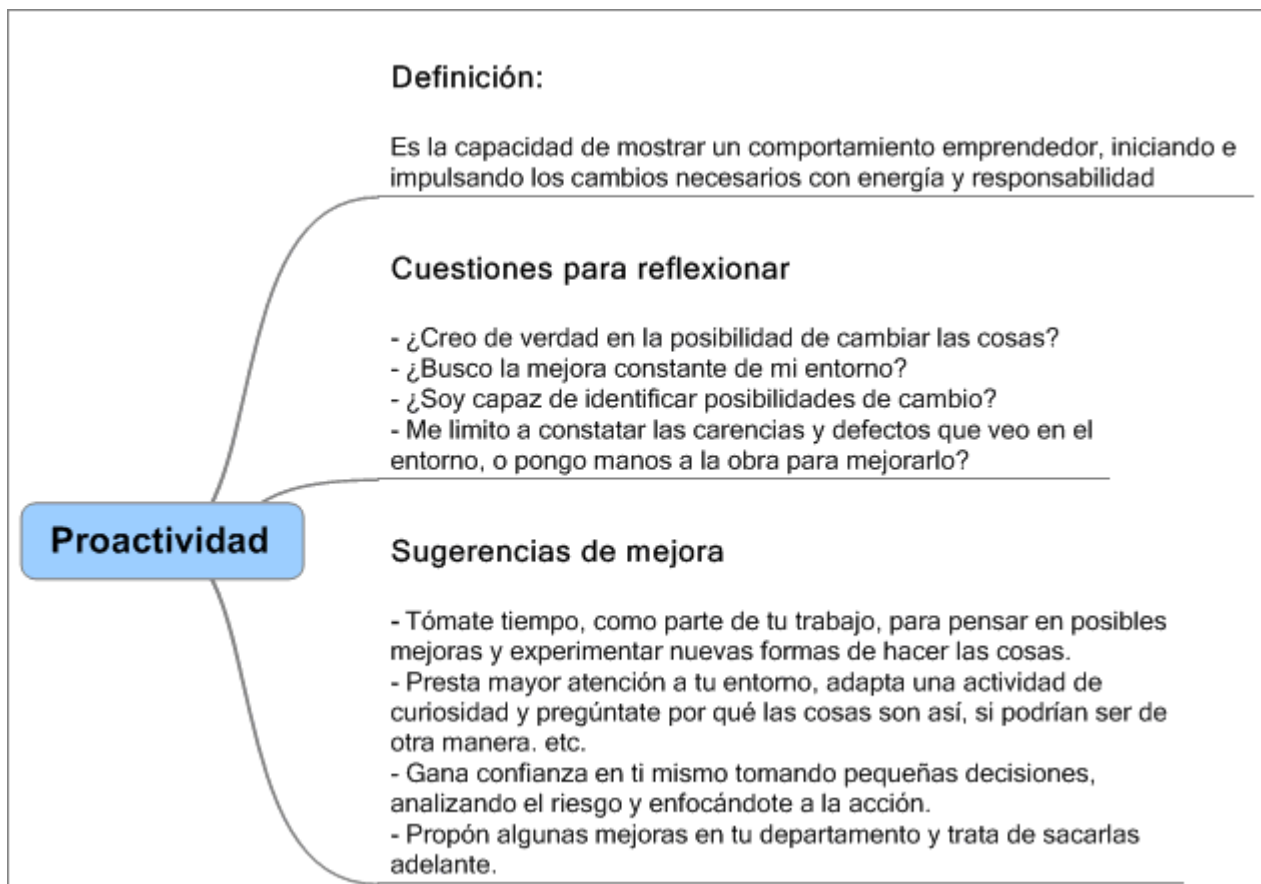 Definición:
Es la capacidad de mostrar un comportamiento emprendedor, iniciando e
impulsando los cambios necesarios con energía y responsabilidad
Cuestiones para reflexionar
- ¿Creo de verdad en la posibilidad de cambiar las cosas?
- ¿Busco la mejora constante de mi entorno?
- ¿Soy capaz de identificar posibilidades de cambio?
- Me limito a constatar las carencias y defectos que veo en el
entorno, o pongo manos a la obra para mejorarlo?
Proactividad
Sugerencias de mejora
- Tómate tiempo, como parte de tu trabajo, para pensar en posibles
mejoras y experimentar nuevas formas de hacer las cosas.
- Presta mayor atención a tu entorno, adapta una actividad de
curiosidad y pregúntate por qué las cosas son así, si podrían ser de
otra manera. etc.
- Gana confianza en ti mismo tomando pequeñas decisiones,
analizando el riesgo y enfocándote a la acción.
- Propón algunas mejoras en tu departamento y trata de sacarlas
adelante.